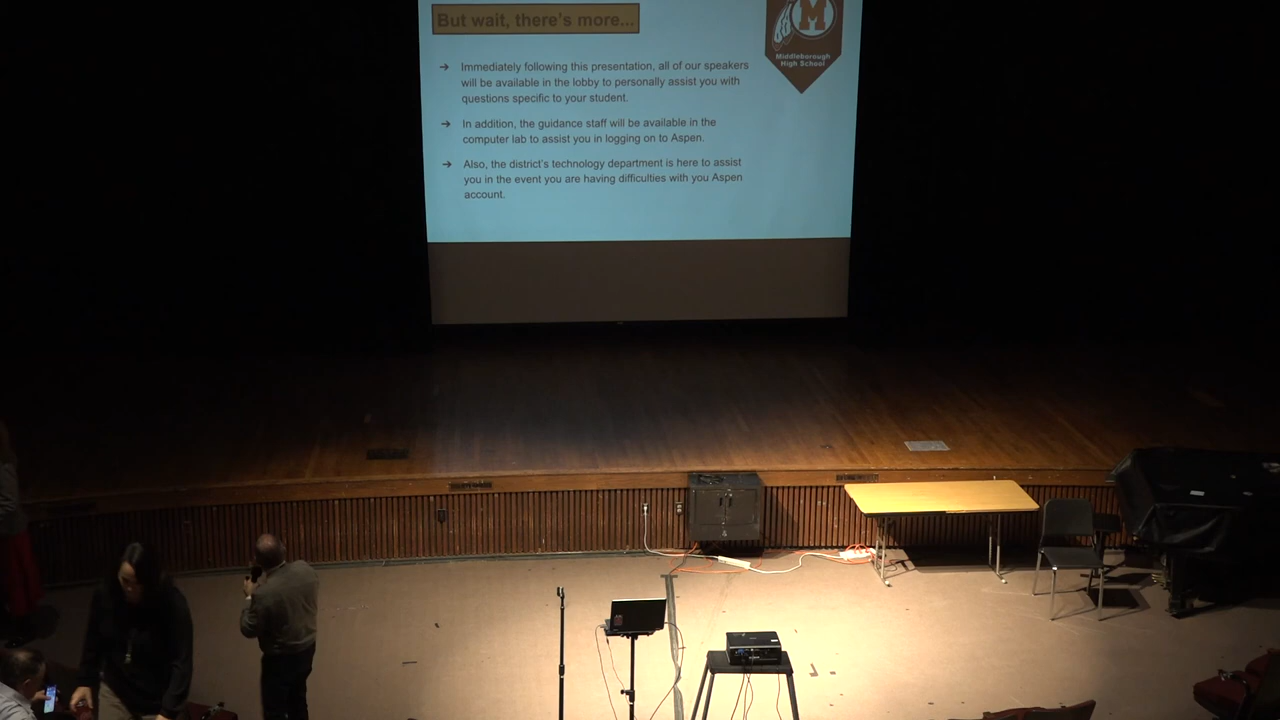 But wait, there's more...
M
Middleborough
High School
➔ Immediately following this presentation, all of our speakers
will be available in the lobby to personally assist you with
questions specific to your student.
➔ In addition, the guidance staff will be available in the
computer lab to assist you in logging on to Aspen.
➔ Also, the district's technology department is here to assist
you in the event you are having difficulties with you Aspen
account.